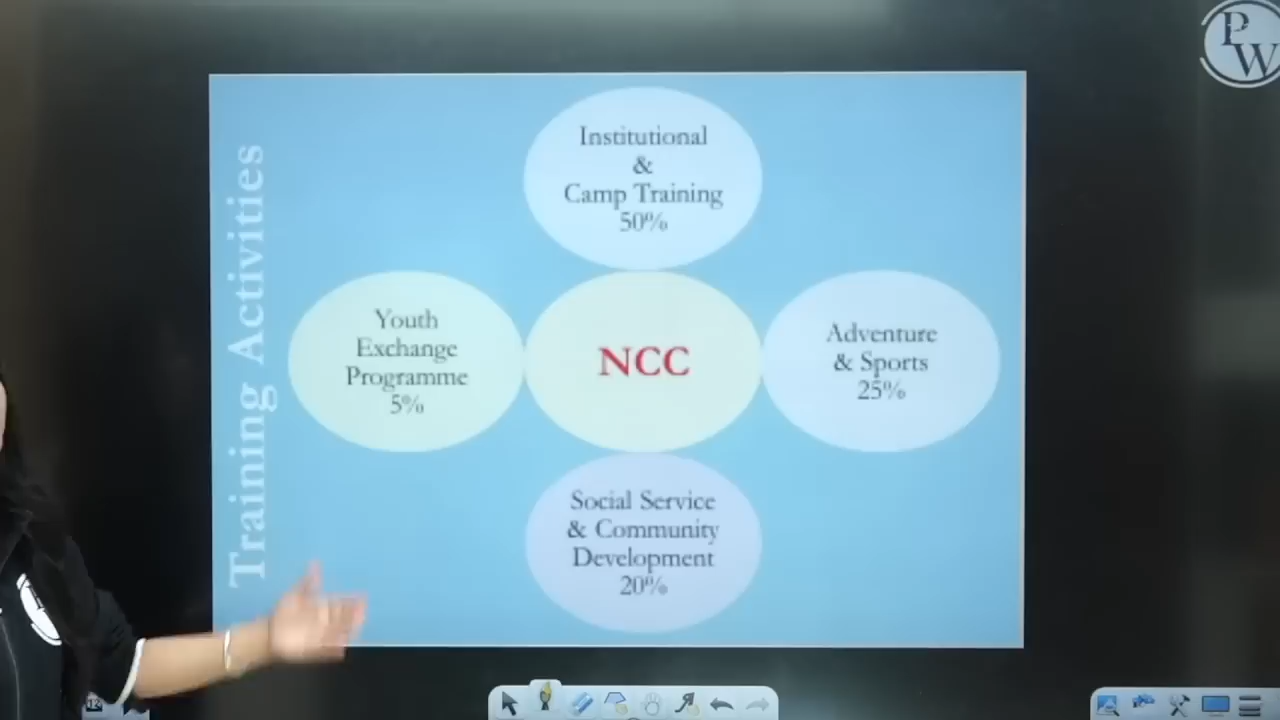 PW
Training Activities
Institutional
&
Camp Training
50%
Youth
Exchange
Programme
5%
NCC
Adventure
& Sports
25%
Social Service
& Community
Development
20%